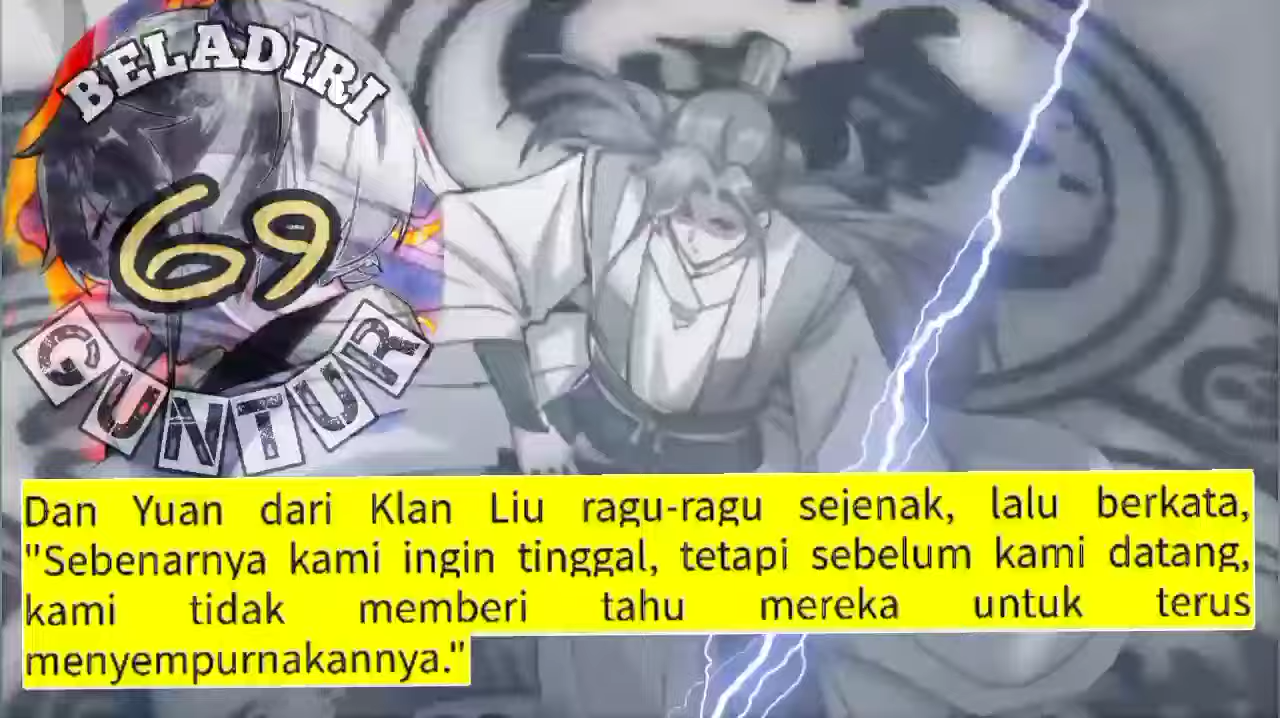 BELADIRI
69
GUNTUR
Dan Yuan dari Klan Liu ragu-ragu sejenak, lalu berkata,
"Sebenarnya kami ingin tinggal, tetapi sebelum kami datang,
kami tidak memberi tahu mereka untuk terus
menyempurnakannya."